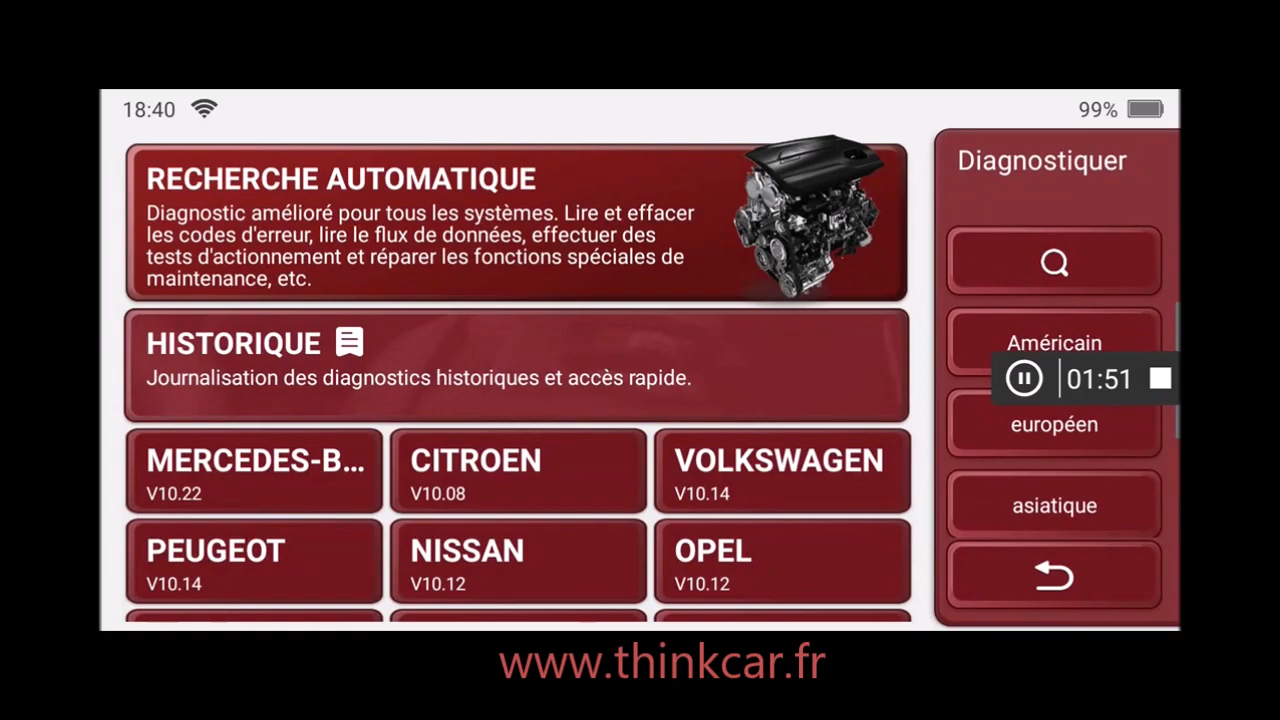 18:40
99%
RECHERCHE AUTOMATIQUE
Diagnostic amélioré pour tous les systèmes. Lire et effacer
les codes d'erreur, lire le flux de données, effectuer des
tests d'actionnement et réparer les fonctions spéciales de
maintenance, etc.
HISTORIQUE
Journalisation des diagnostics historiques et accès rapide.
MERCEDES-B...
V10.22
CITROEN
V10.08
VOLKSWAGEN
V10.14
PEUGEOT
V10.14
NISSAN
V10.12
OPEL
V10.12
Diagnostiquer
Américain
01:51
européen
asiatique
www.thinkcar.fr